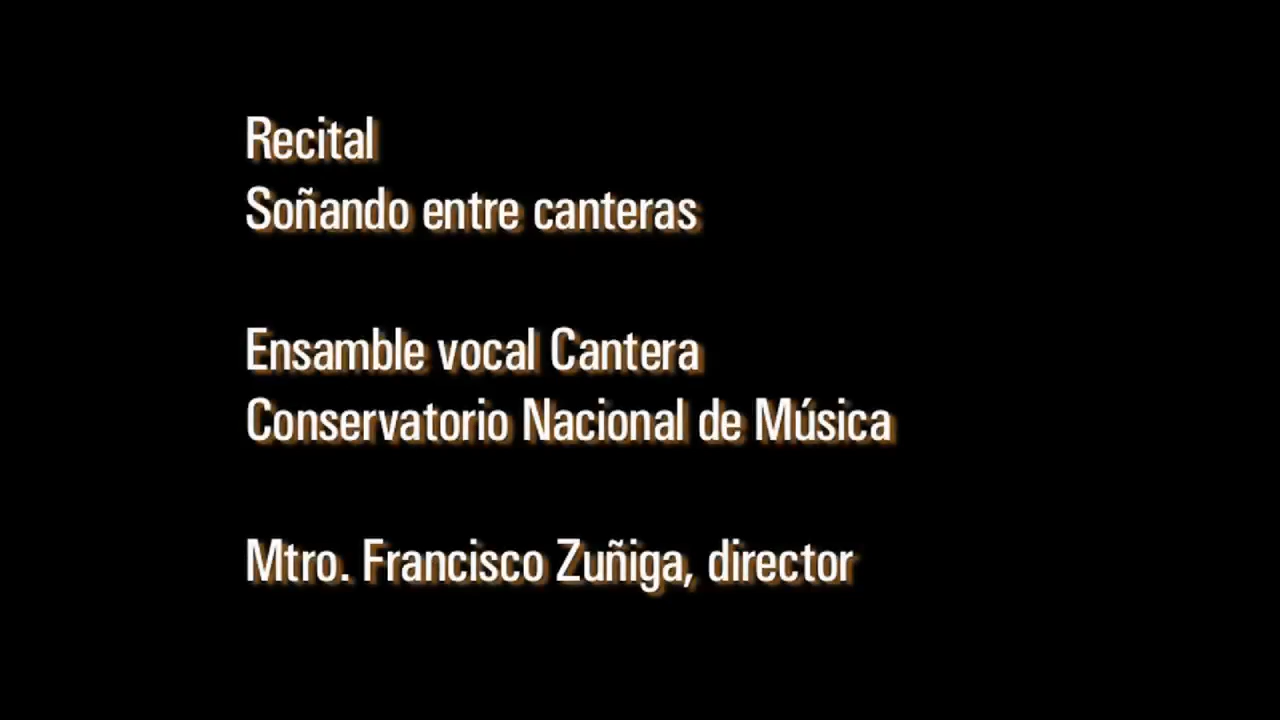 Recital
Soñando entre canteras
Ensamble vocal Cantera
Conservatorio Nacional de Música
Mtro. Francisco Zuñiga, director